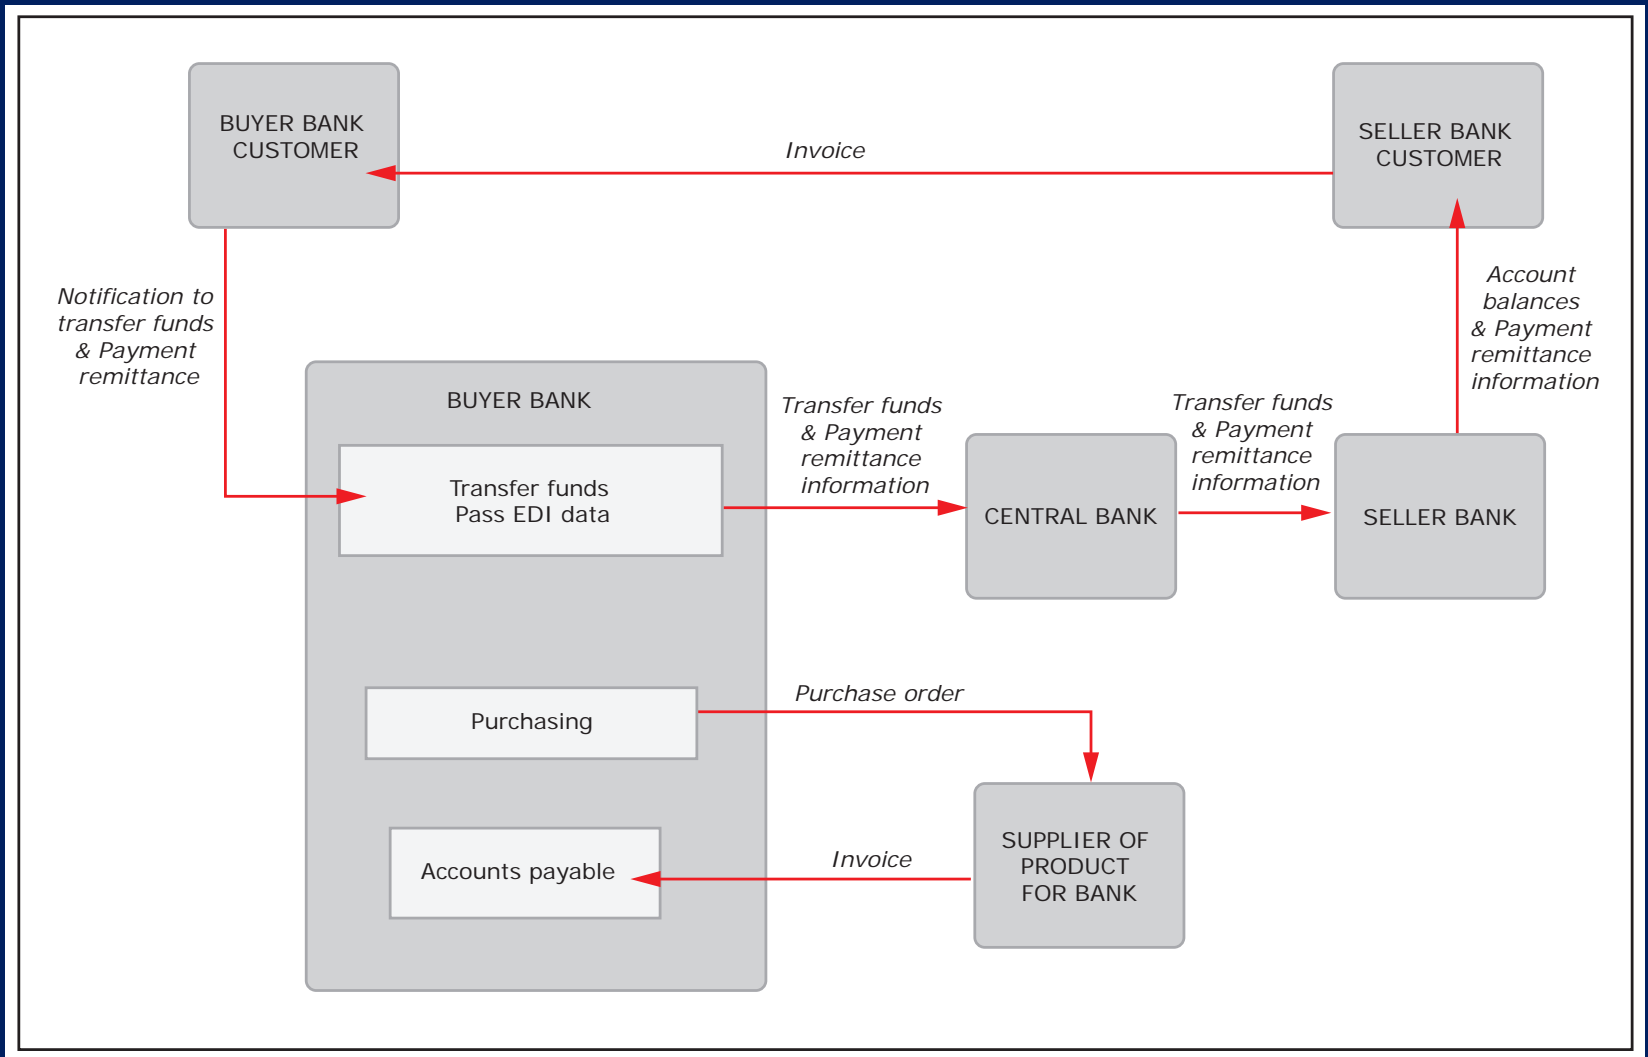 BUYER BANK
CUSTOMER
Invoice
SELLER BANK
CUSTOMER
Notification to
transfer funds
& Payment
remittance
Account
balances
& Payment
remittance
information
BUYER BANK
Transfer funds
Pass EDI data
Transfer funds
& Payment
remittance
information
CENTRAL BANK
Transfer funds
& Payment
remittance
information
SELLER BANK
Purchasing
Purchase order
SUPPLIER OF
PRODUCT
FOR BANK
Invoice
Accounts payable